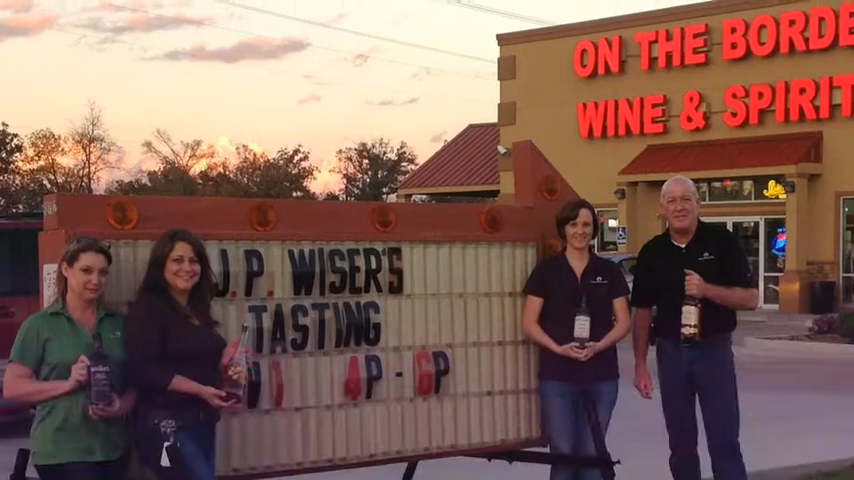 ON THE BORDE
WINE & SPIRIT
J.P. WISER'S
TASTING
4P-6P